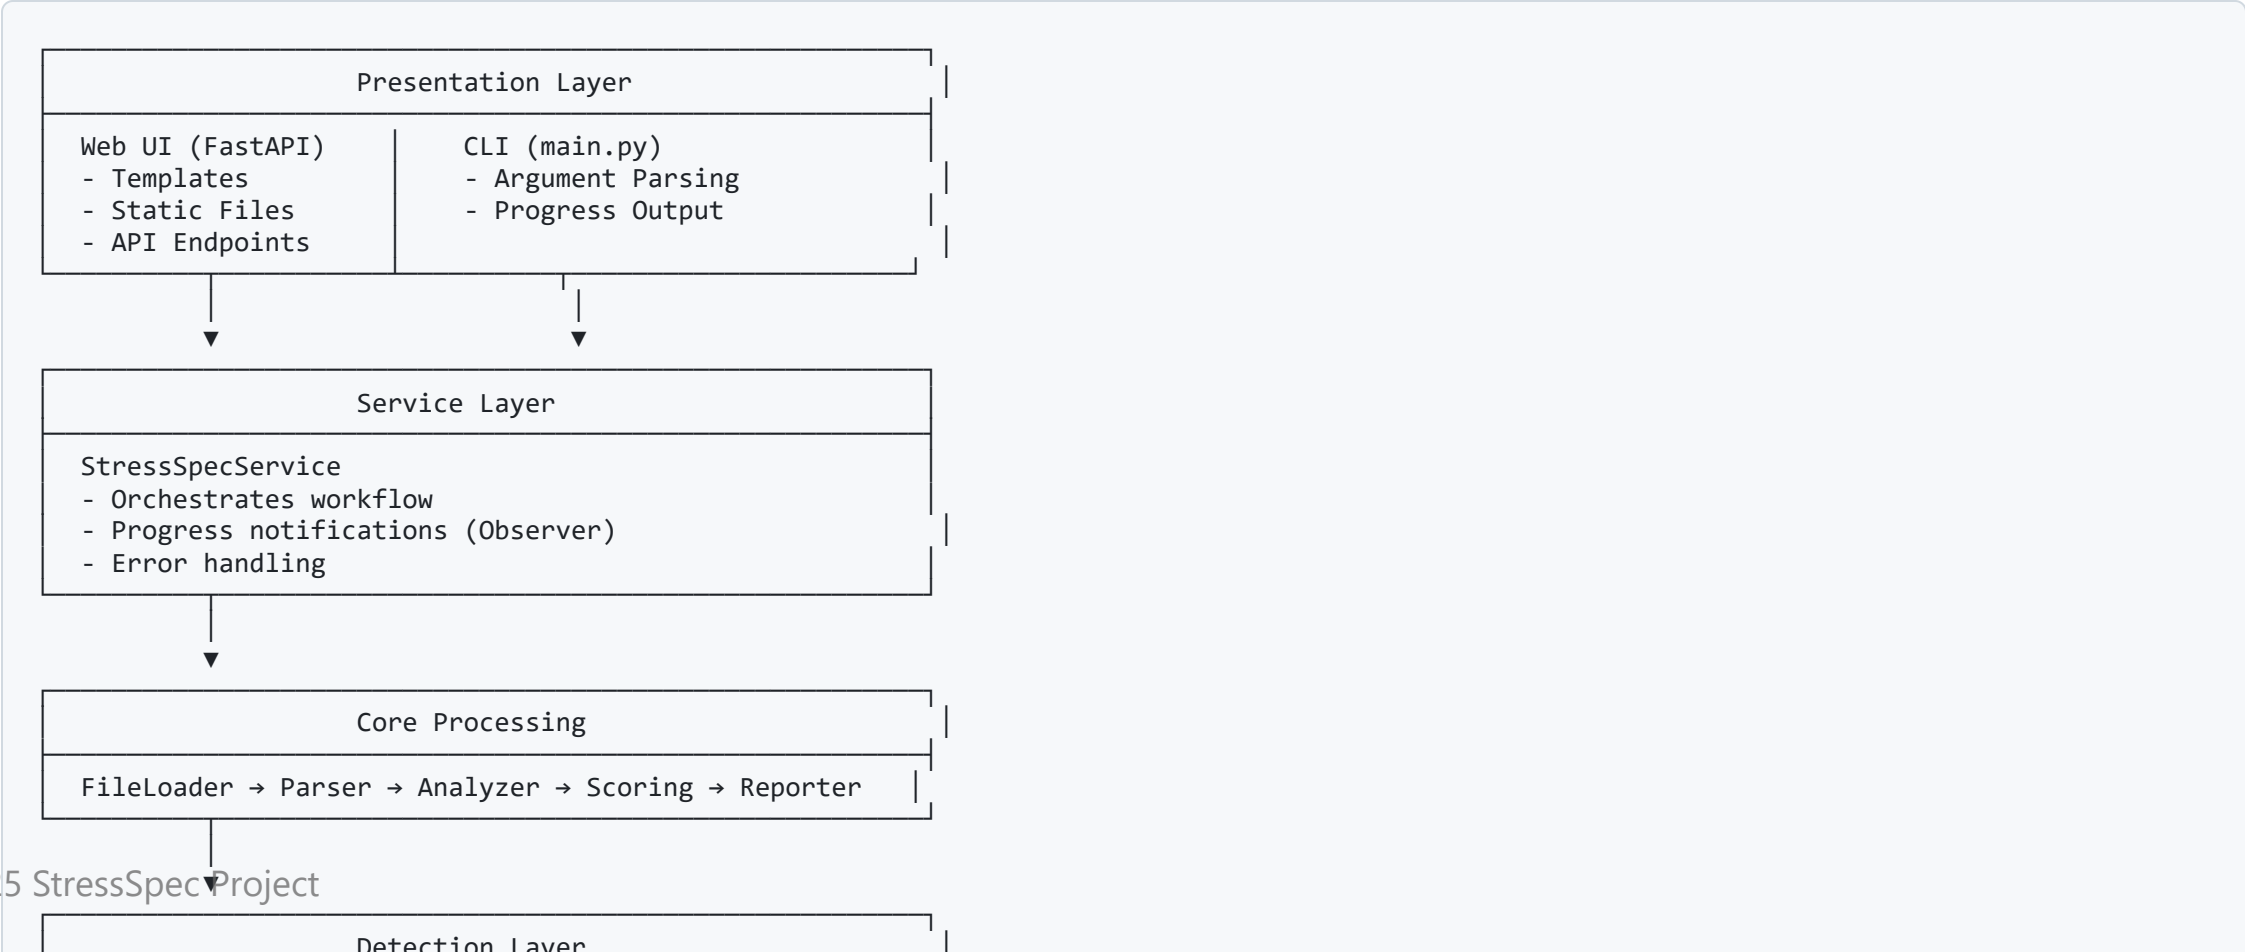 Presentation Layer
Web UI (FastAPI) CLI (main.py)
- Templates - Argument Parsing
- Static Files - Progress Output
- API Endpoints
▼ ▼
Service Layer
StressSpecService
- Orchestrates workflow
- Progress notifications (Observer)
- Error handling
▼
Core Processing
FileLoader → Parser → Analyzer → Scoring → Reporter
▼
5 StressSpec Project
Detection Layer